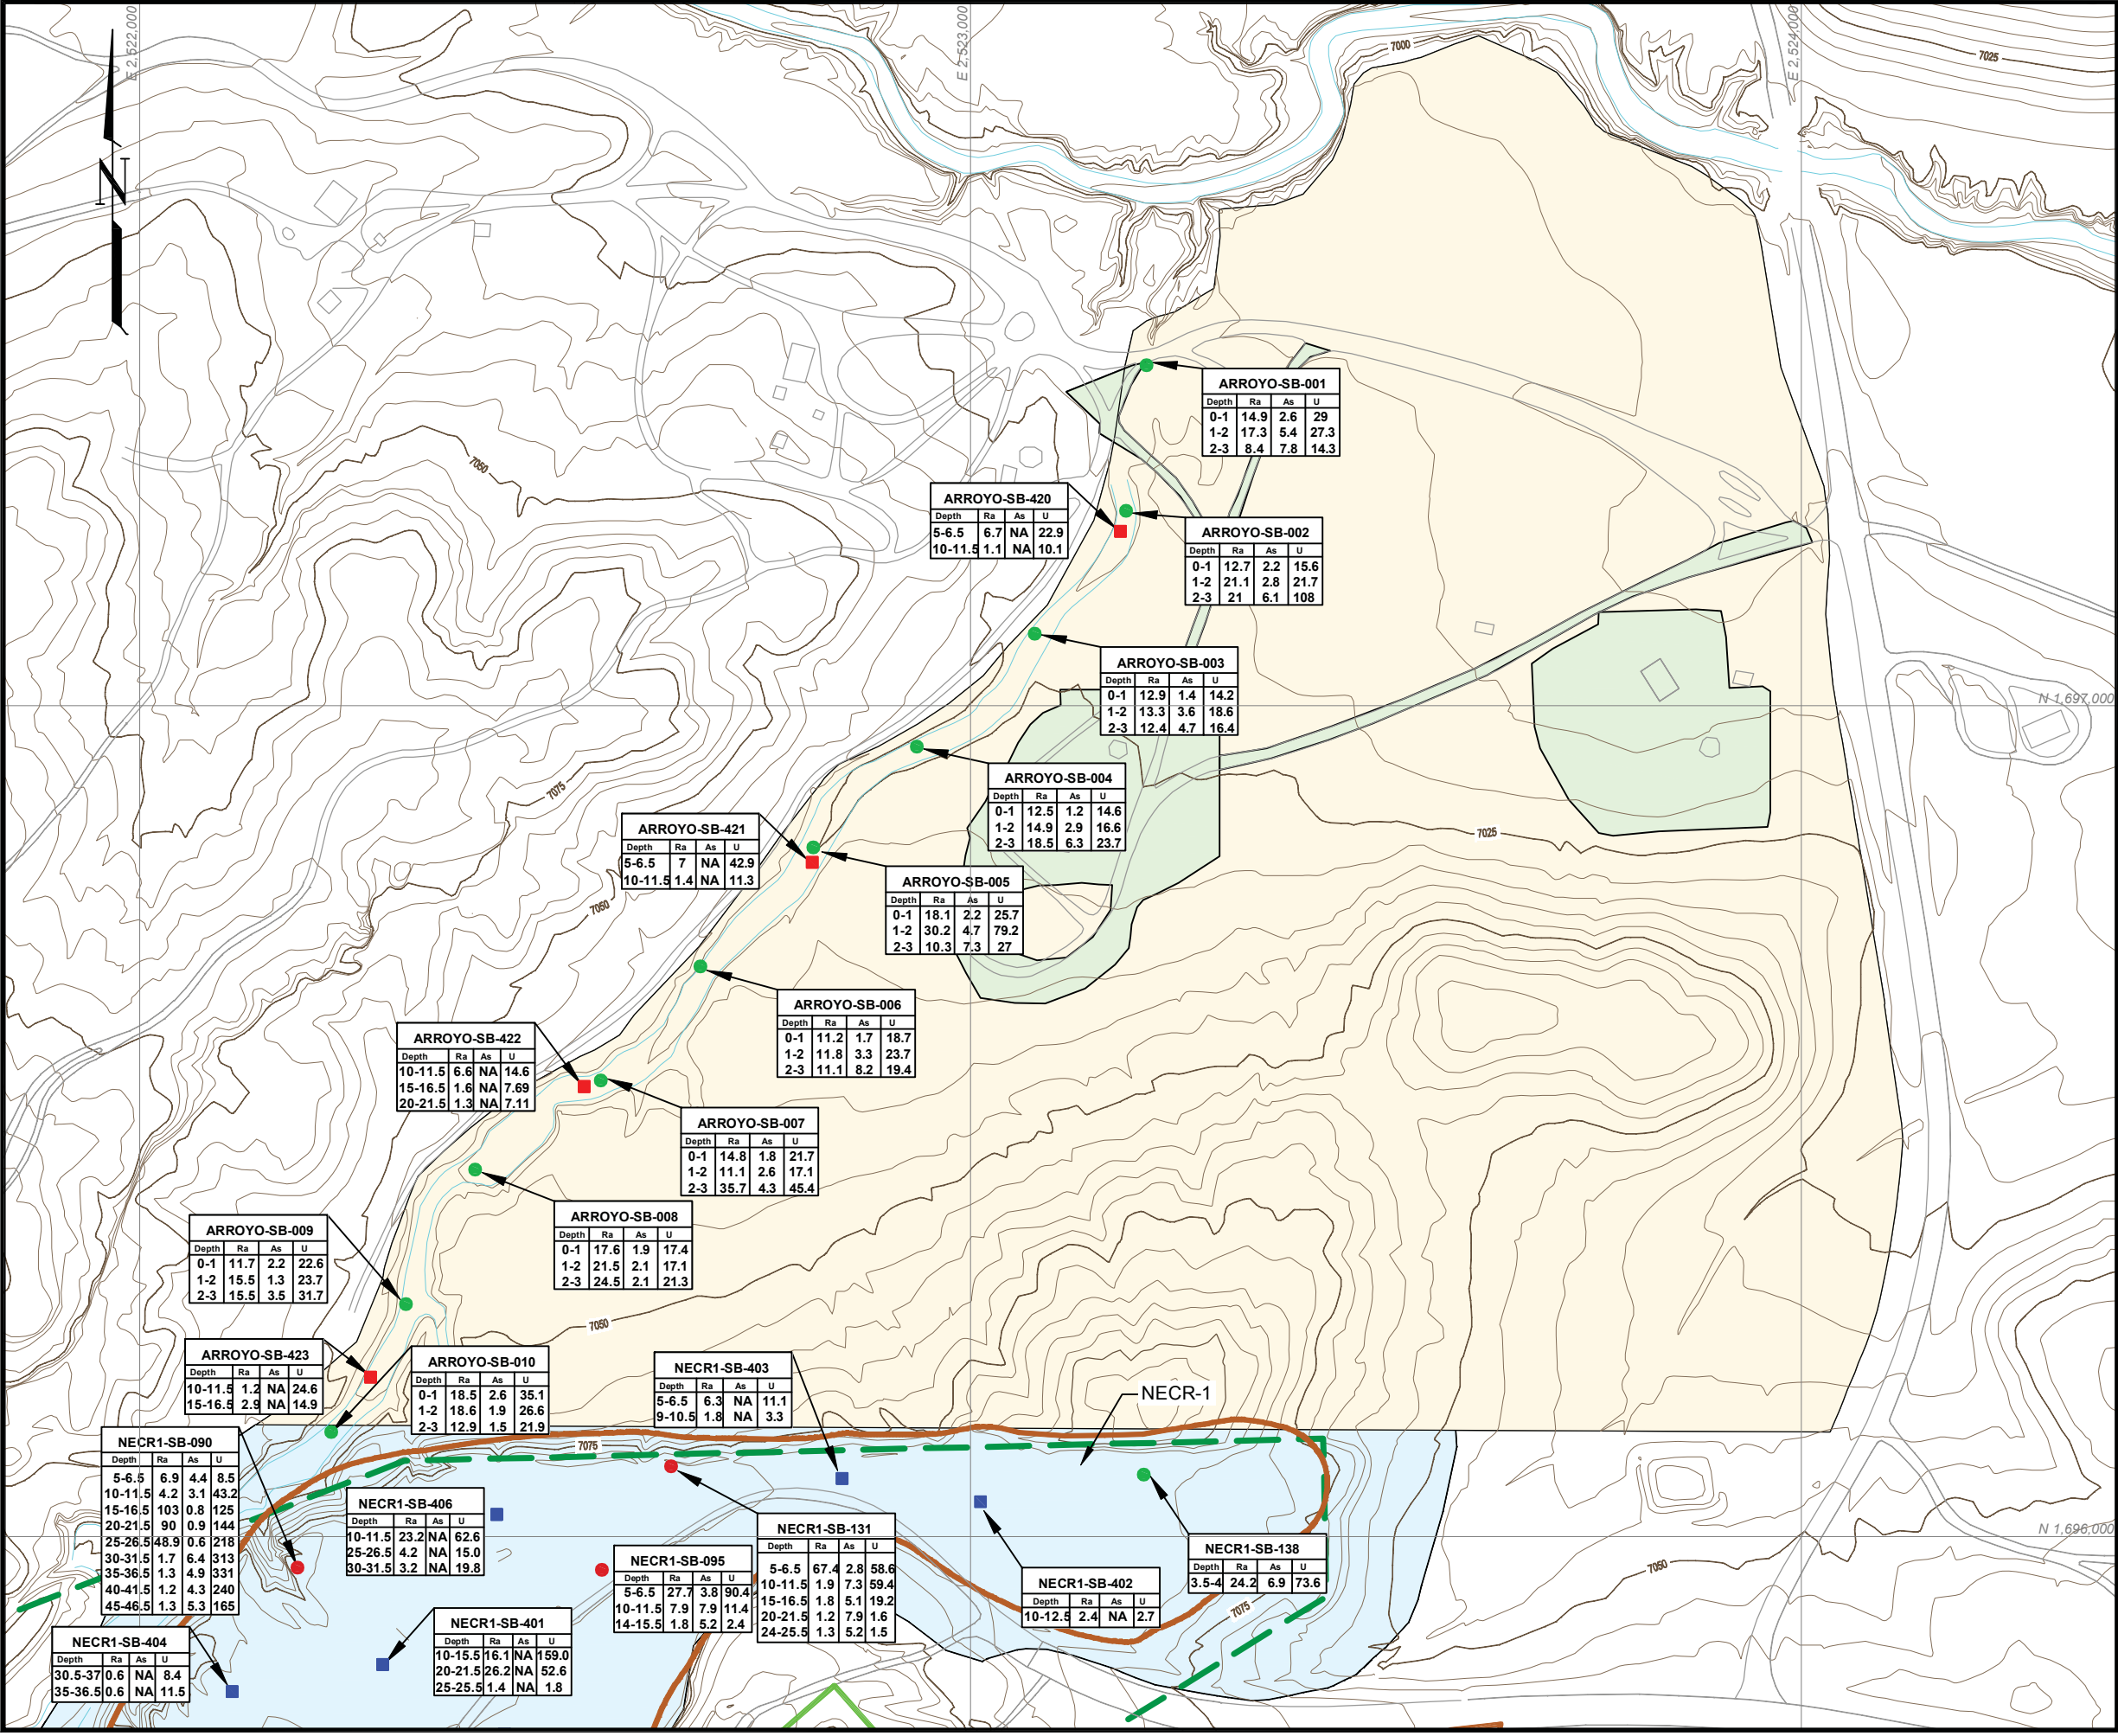 E 2,522,000
E 2,523,000
E 2,524,000
7000
7025
N
ARROYO-SB-001
Depth Ra As U
0-1 14.9 2.6 29
1-2 17.3 5.4 27.3
2-3 8.4 7.8 14.3
7050
ARROYO-SB-420
Depth Ra As U
5-6.5 6.7 NA 22.9
10-11.5 1.1 NA 10.1
ARROYO-SB-002
Depth Ra As U
0-1 12.7 2.2 15.6
1-2 21.1 2.8 21.7
2-3 21 6.1 108
ARROYO-SB-003
Depth Ra As U
0-1 12.9 1.4 14.2
1-2 13.3 3.6 18.6
2-3 12.4 4.7 16.4
N 1,697,000
ARROYO-SB-004
Depth Ra As U
0-1 12.5 1.2 14.6
1-2 14.9 2.9 16.6
2-3 18.5 6.3 23.7
7075
ARROYO-SB-421
Depth Ra As U
5-6.5 7 NA 42.9
10-11.5 1.4 NA 11.3
7025
ARROYO-SB-005
Depth Ra As U
0-1 18.1 2.2 25.7
1-2 30.2 4.7 79.2
2-3 10.3 7.3 27
7050
ARROYO-SB-006
Depth Ra As U
0-1 11.2 1.7 18.7
1-2 11.8 3.3 23.7
2-3 11.1 8.2 19.4
ARROYO-SB-422
Depth Ra As U
10-11.5 6.6 NA 14.6
15-16.5 1.6 NA 7.69
20-21.5 1.3 NA 7.11
ARROYO-SB-007
Depth Ra As U
0-1 14.8 1.8 21.7
1-2 11.1 2.6 17.1
2-3 35.7 4.3 45.4
ARROYO-SB-008
Depth Ra As U
0-1 17.6 1.9 17.4
1-2 21.5 2.1 17.1
2-3 24.5 2.1 21.3
ARROYO-SB-009
Depth Ra As U
0-1 11.7 2.2 22.6
1-2 15.5 1.3 23.7
2-3 15.5 3.5 31.7
7050
ARROYO-SB-423
Depth Ra As U
10-11.5 1.2 NA 24.6
15-16.5 2.9 NA 14.9
ARROYO-SB-010
Depth Ra As U
0-1 18.5 2.6 35.1
1-2 18.6 1.9 26.6
2-3 12.9 1.5 21.9
NECR1-SB-403
Depth Ra As U
5-6.5 6.3 NA 11.1
9-10.5 1.8 NA 3.3
NECR-1
NECR1-SB-090
Depth Ra As U
5-6.5 6.9 4.4 8.5
10-11.5 4.2 3.1 43.2
15-16.5 103 0.8 125
20-21.5 90 0.9 144
25-26.5 48.9 0.6 218
30-31.5 1.7 6.4 313
35-36.5 1.3 4.9 331
40-41.5 1.2 4.3 240
45-46.5 1.3 5.3 165
7075
NECR1-SB-406
Depth Ra As U
10-11.5 23.2 NA 62.6
25-26.5 4.2 NA 15.0
30-31.5 3.2 NA 19.8
NECR1-SB-095
Depth Ra As U
5-6.5 27.7 3.8 90.4
10-11.5 7.9 7.9 11.4
14-15.5 1.8 5.2 2.4
NECR1-SB-131
Depth Ra As U
5-6.5 67.4 2.8 58.6
10-11.5 1.9 7.3 59.4
15-16.5 1.8 5.1 19.2
20-21.5 1.2 7.9 1.6
24-25.5 1.3 5.2 1.5
NECR1-SB-138
Depth Ra As U
3.5-4 24.2 6.9 73.6
N 1,696,000
7050
NECR1-SB-402
Depth Ra As U
10-12.5 2.4 NA 2.7
7075
NECR1-SB-401
Depth Ra As U
10-15.5 16.1 NA 159.0
20-21.5 26.2 NA 52.6
25-25.5 1.4 NA 1.8
NECR1-SB-404
Depth Ra As U
30.5-37 0.6 NA 8.4
35-36.5 0.6 NA 11.5